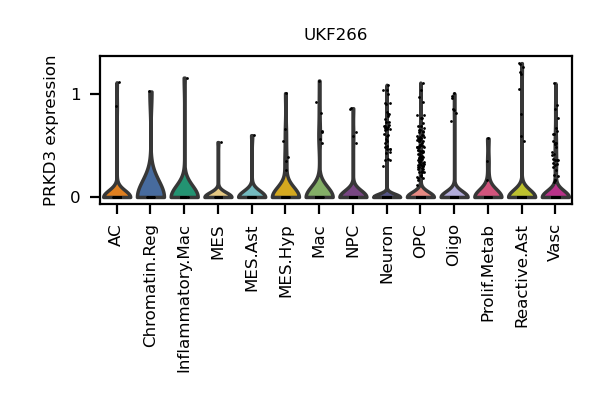 UKF266
PRKD3 expression
1
0
AC
Chromatin.Reg
Inflammatory.Mac
MES
MES.Ast
MES.Hyp
Mac
NPC
Neuron
OPC
Oligo
Prolif.Metab
Reactive.Ast
Vasc